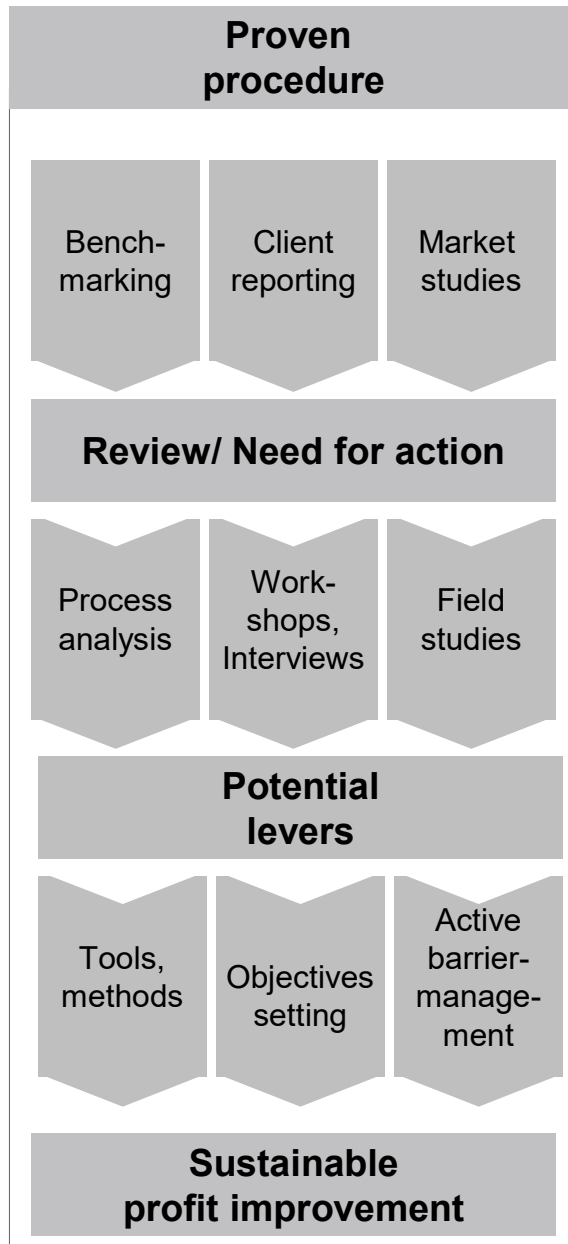 Proven
procedure
Bench-
marking
Client
reporting
Market
studies
Review/ Need for action
Process
analysis
Work-
shops,
Interviews
Field
studies
Potential
levers
Tools,
methods
Objectives
setting
Active
barrier-
manage-
ment
Sustainable
profit improvement